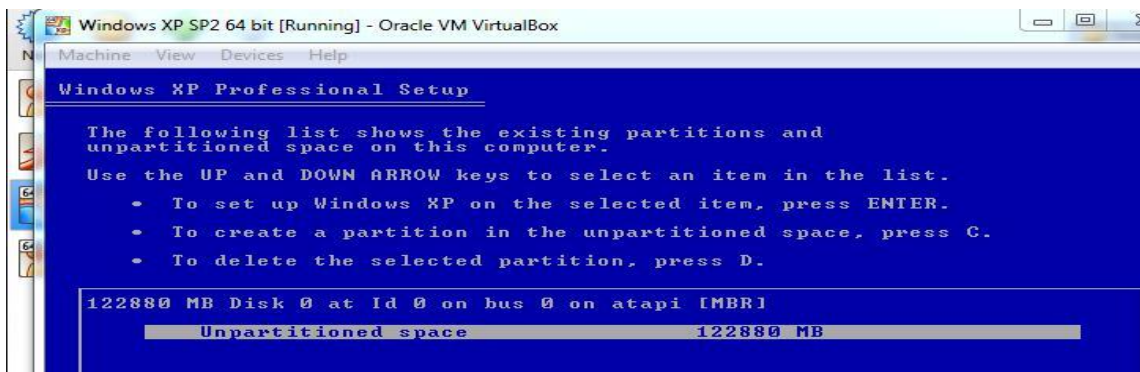 Windows XP SP2 64 bit [Running] - Oracle VM VirtualBox
Machine View Devices Help
Windows XP Professional Setup
The following list shows the existing partitions and
unpartitioned space on this computer.
Use the UP and DOWN ARROW keys to select an item in the list.
• To set up Windows XP on the selected item, press ENTER.
• To create a partition in the unpartitioned space, press C.
• To delete the selected partition, press D.
122880 MB Disk 0 at Id 0 on bus 0 on atapi [MBR]
Unpartitioned space 122880 MB